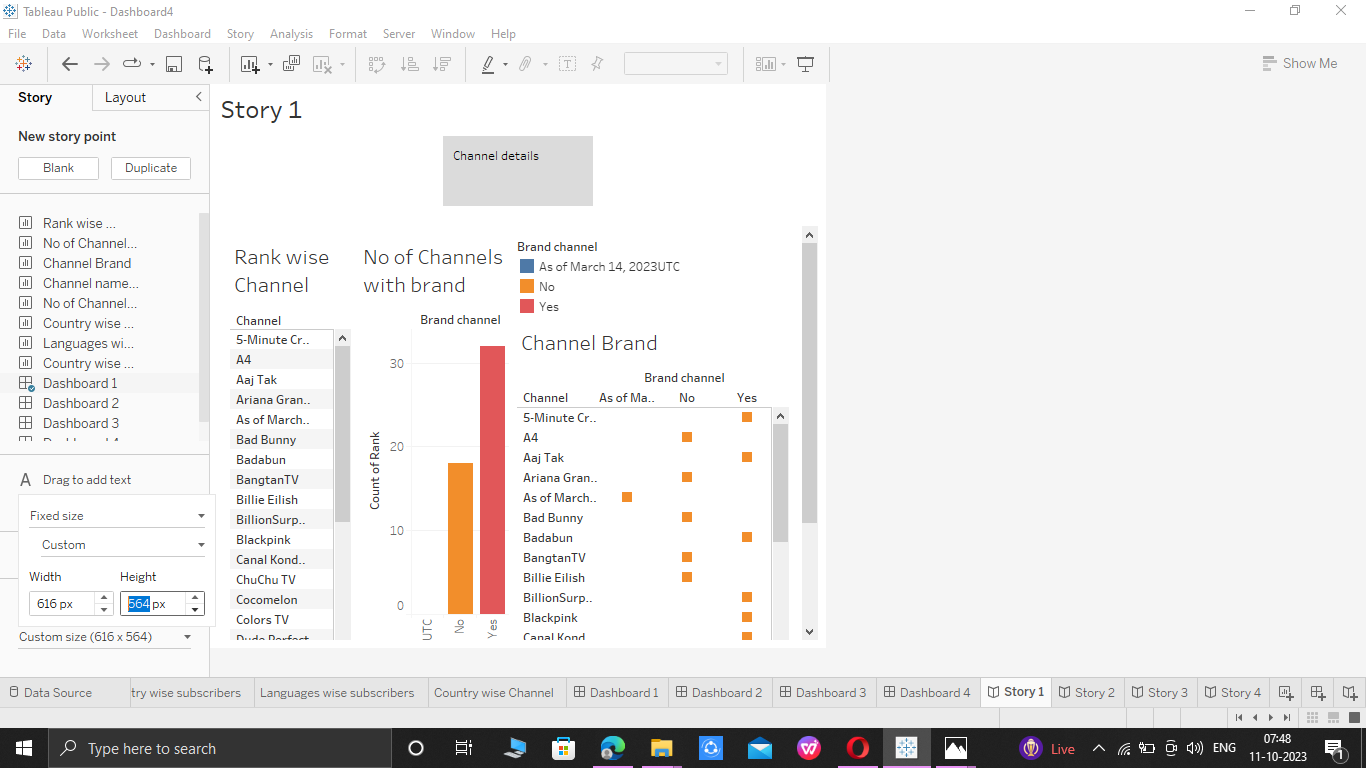 Tableau Public - Dashboard4
File Data Worksheet Dashboard Story Analysis Format Server Window Help
Show Me
Story Layout
New story point
Blank Duplicate
Rank wise ...
No of Channel...
Channel Brand
Channel name...
No of Channel...
Country wise ...
Languages wi...
Country wise ...
Dashboard 1
Dashboard 2
Dashboard 3
A Drag to add text
Fixed size
Custom
Width Height
616 px 564 px
Custom size (616 x 564)
Story 1
Channel details
Rank wise
Channel
Channel
5-Minute Cr..
A4
Aaj Tak
Ariana Gran..
As of March..
Bad Bunny
Badabun
BangtanTV
Billie Eilish
BillionSurp..
Blackpink
Canal Kond..
ChuChu TV
Cocomelon
Colors TV
Dude Perfect
No of Channels
with brand
Brand channel
Count of Rank
30
20
10
0
UTC No Yes
Brand channel
As of March 14, 2023UTC
No
Yes
Channel Brand
Brand channel
Channel As of Ma.. No Yes
5-Minute Cr..
A4
Aaj Tak
Ariana Gran..
As of March..
Bad Bunny
Badabun
BangtanTV
Billie Eilish
BillionSurp..
Blackpink
Canal Kond
Data Source try wise subscribers Languages wise subscribers Country wise Channel Dashboard 1 Dashboard 2 Dashboard 3 Dashboard 4 Story 1 Story 2 Story 3 Story 4
Type here to search
Live
ENG
07:48
11-10-2023
1